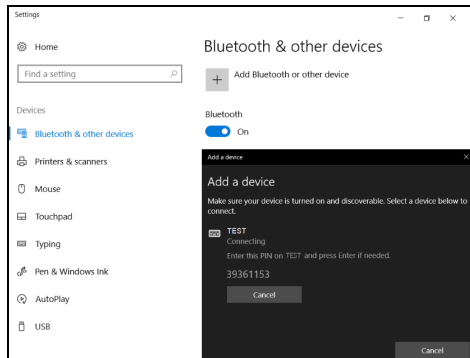 Settings
Home
Find a setting
Devices
Bluetooth & other devices
Printers & scanners
Mouse
Touchpad
Typing
Pen & Windows Ink
AutoPlay
USB
Bluetooth & other devices
Add Bluetooth or other device
Bluetooth
On
Add a device
Add a device
Make sure your device is turned on and discoverable. Select a device below to
connect.
TEST
Connecting
Enter this PIN on TEST and press Enter if needed.
39361153
Cancel
Cancel